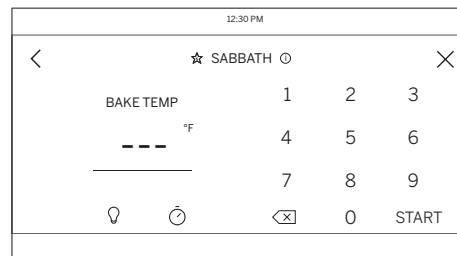 12:30 PM
SABBATH
BAKE TEMP
--- °F
1 2 3
4 5 6
7 8 9
0 START